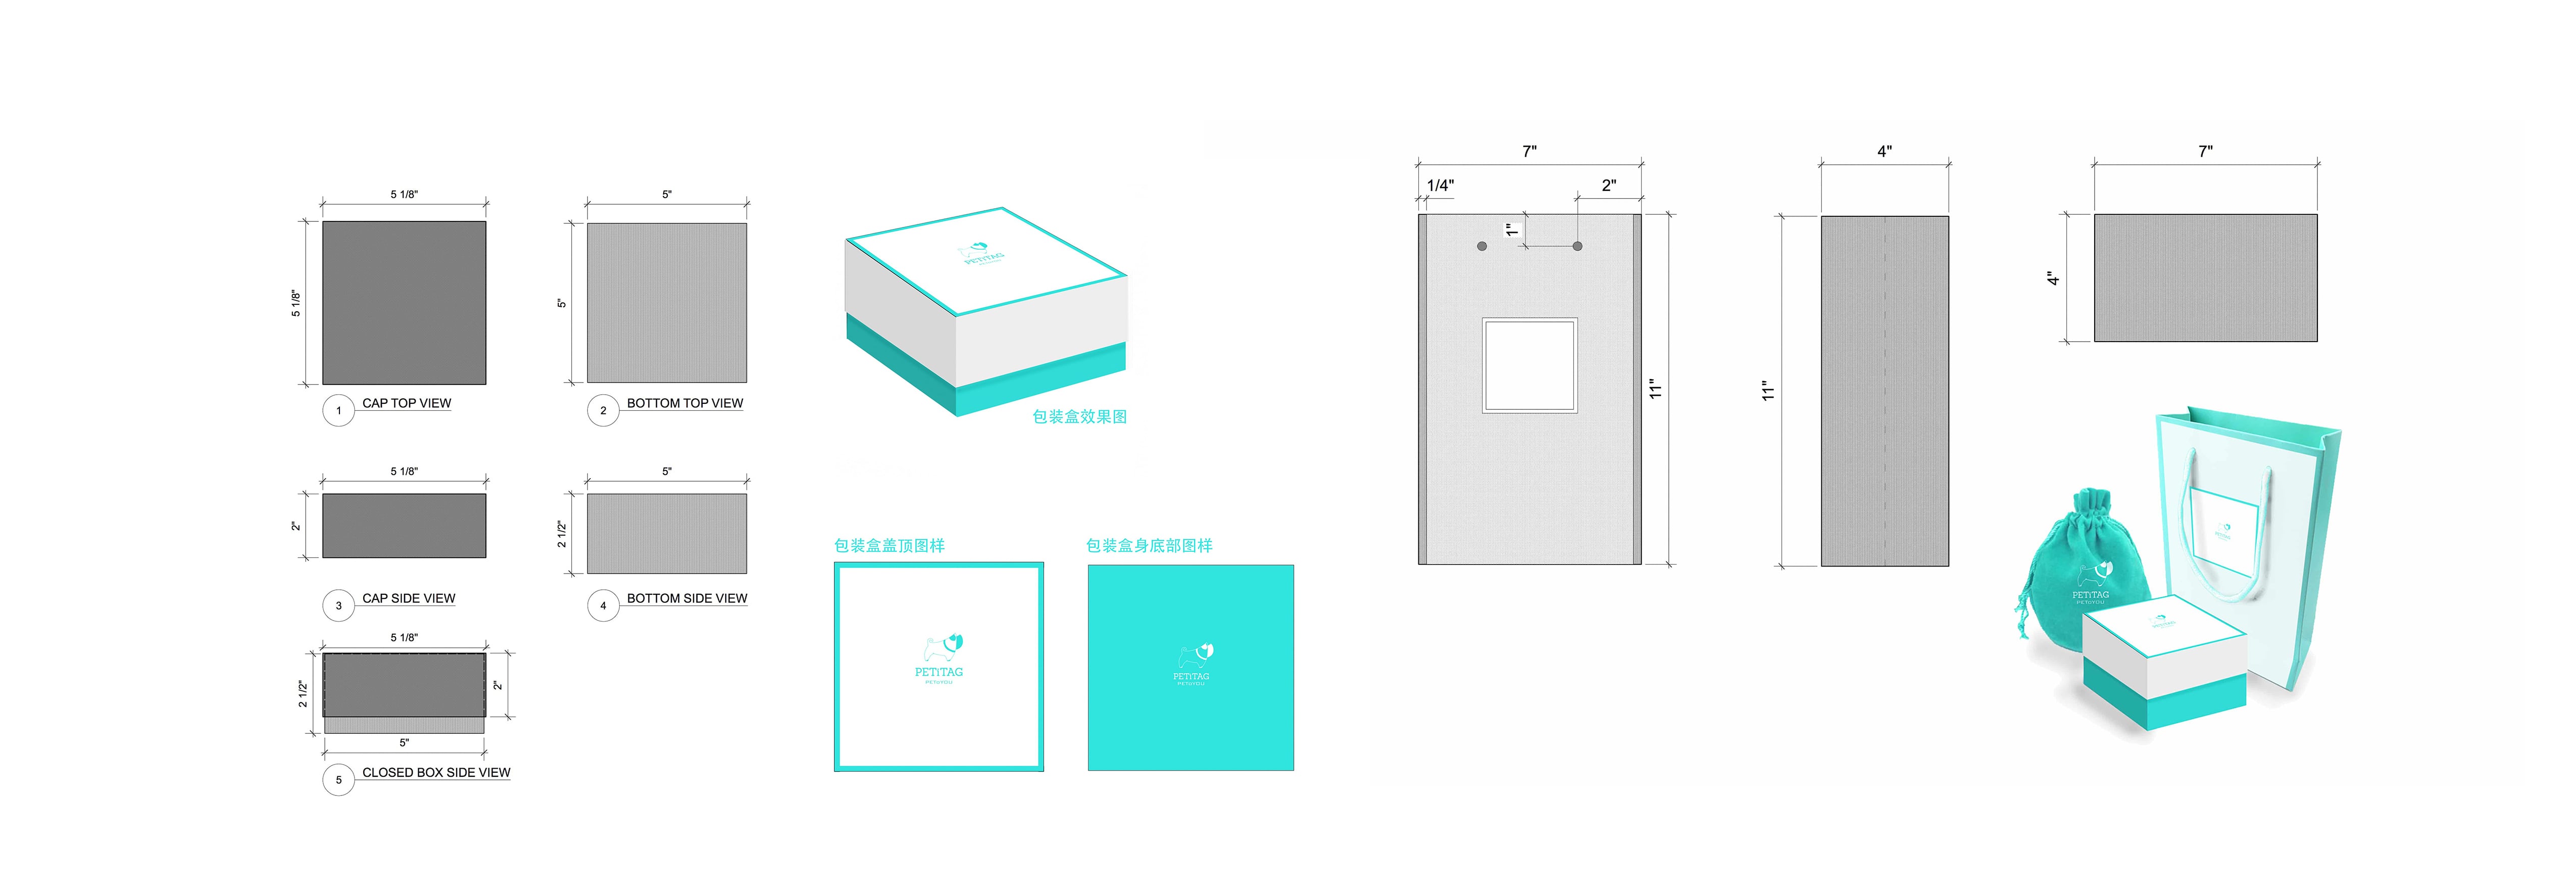 5 1/8"
5 1/8"
1 CAP TOP VIEW
5"
5"
2 BOTTOM TOP VIEW
5 1/8"
2"
3 CAP SIDE VIEW
5"
2 1/2"
4 BOTTOM SIDE VIEW
5 1/8"
2 1/2"
2"
5"
5 CLOSED BOX SIDE VIEW
PETiTAG
包装盒效果图
包装盒盖顶图样
PETiTAG
PETIIYOU
包装盒身底部图样
PETiTAG
PETIIYOU
7"
1/4"
2"
1"
11"
4"
11"
7"
4"
PETiTAG
PETIIYOU